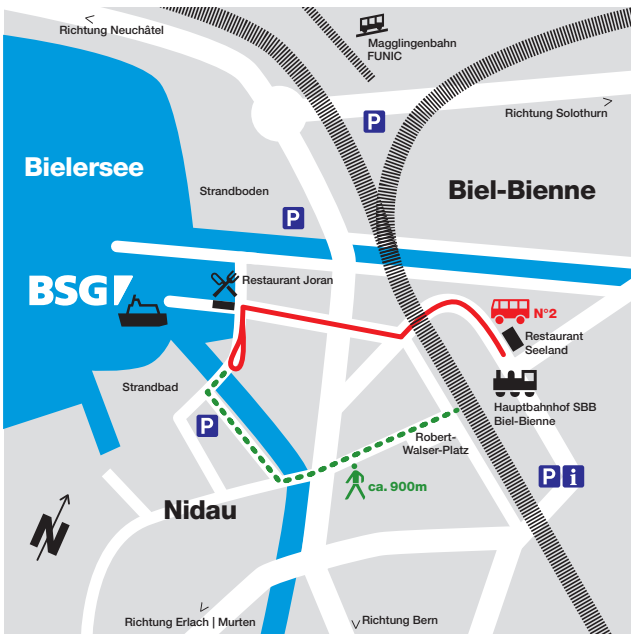 Richtung Neuchâtel
Magglingenbahn
FUNIC
P
Richtung Solothurn
Bielersee
Biel-Bienne
Strandboden
P
Restaurant Joran
BSG
N°2
Restaurant
Seeland
Strandbad
Hauptbahnhof SBB
Biel-Bienne
P
Robert-
Walser-Platz
P i
ca. 900m
Nidau
N
Richtung Erlach | Murten
Richtung Bern